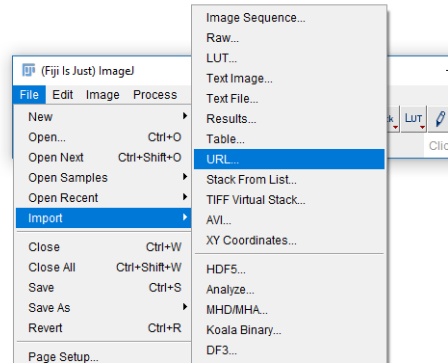 (Fiji Is Just) ImageJ
File Edit Image Process
New
Open... Ctrl+O
Open Next Ctrl+Shift+O
Open Samples
Open Recent
Import
Close Ctrl+W
Close All Ctrl+Shift+W
Save Ctrl+S
Save As
Revert Ctrl+R
Page Setup...
Image Sequence...
Raw...
LUT...
Text Image...
Text File...
Results...
Table...
URL...
Stack From List...
TIFF Virtual Stack...
AVI...
XY Coordinates...
HDF5...
Analyze...
MHD/MHA...
Koala Binary...
DF3...
LUT